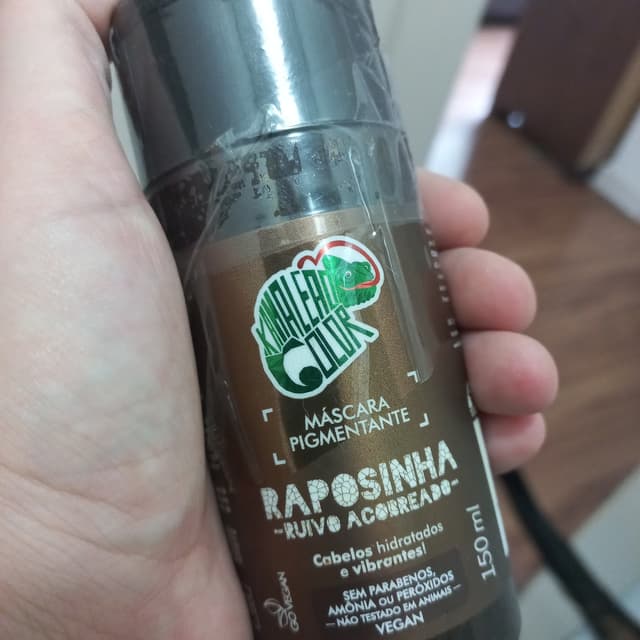 KAMALEÃO
COLOR
MÁSCARA
PIGMENTANTE
RAPOSINHA
~RUIVO ACOBREADO~
Cabelos hidratados
e vibrantes!
SEM PARABENOS,
AMÔNIA OU PERÓXIDOS
- NÃO TESTADO EM ANIMAIS -
VEGAN
150 ml